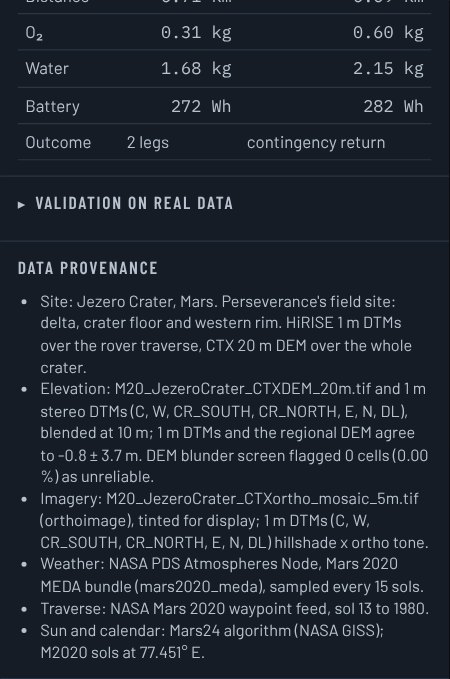 O₂ 0.31 kg 0.60 kg
Water 1.68 kg 2.15 kg
Battery 272 Wh 282 Wh
Outcome 2 legs contingency return
▸ VALIDATION ON REAL DATA
DATA PROVENANCE
• Site: Jezero Crater, Mars. Perseverance's field site:
delta, crater floor and western rim. HiRISE 1 m DTMs
over the rover traverse, CTX 20 m DEM over the whole
crater.
• Elevation: M20_JezeroCrater_CTXDEM_20m.tif and 1 m
stereo DTMs (C, W, CR_SOUTH, CR_NORTH, E, N, DL),
blended at 10 m; 1 m DTMs and the regional DEM agree
to -0.8 ± 3.7 m. DEM blunder screen flagged 0 cells (0.00
%) as unreliable.
• Imagery: M20_JezeroCrater_CTXortho_mosaic_5m.tif
(orthoimage), tinted for display; 1 m DTMs (C, W,
CR_SOUTH, CR_NORTH, E, N, DL) hillshade x ortho tone.
• Weather: NASA PDS Atmospheres Node, Mars 2020
MEDA bundle (mars2020_meda), sampled every 15 sols.
• Traverse: NASA Mars 2020 waypoint feed, sol 13 to 1980.
• Sun and calendar: Mars24 algorithm (NASA GISS);
M2020 sols at 77.451° E.